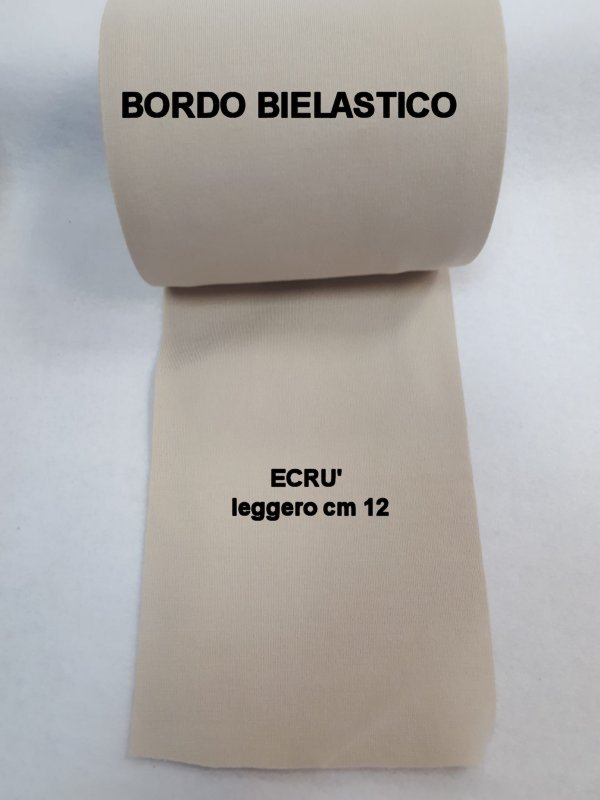 BORDO BIELASTICO
ECRU'
leggero cm 12